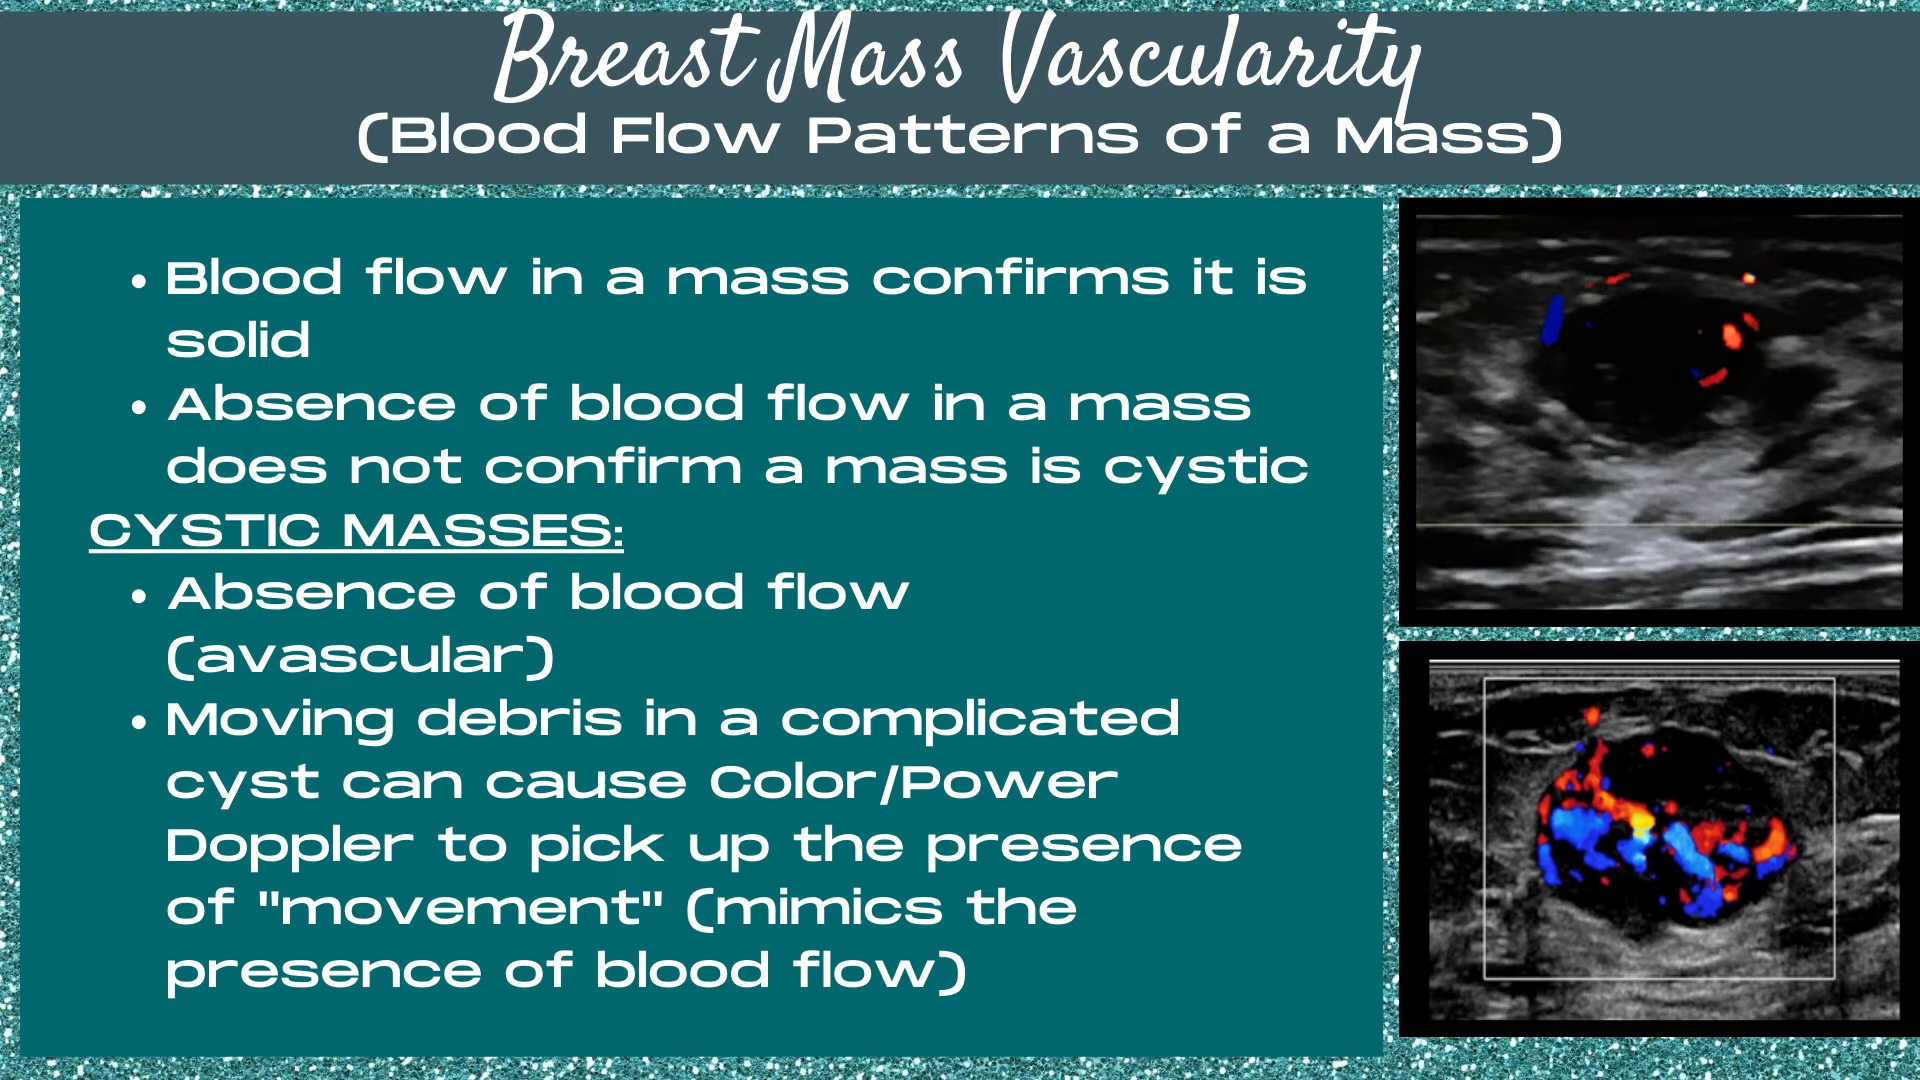 Breast Mass Vascularity
(Blood Flow Patterns of a Mass)
• Blood flow in a mass confirms it is
solid
• Absence of blood flow in a mass
does not confirm a mass is cystic
CYSTIC MASSES:
• Absence of blood flow
(avascular)
• Moving debris in a complicated
cyst can cause Color/Power
Doppler to pick up the presence
of "movement" (mimics the
presence of blood flow)